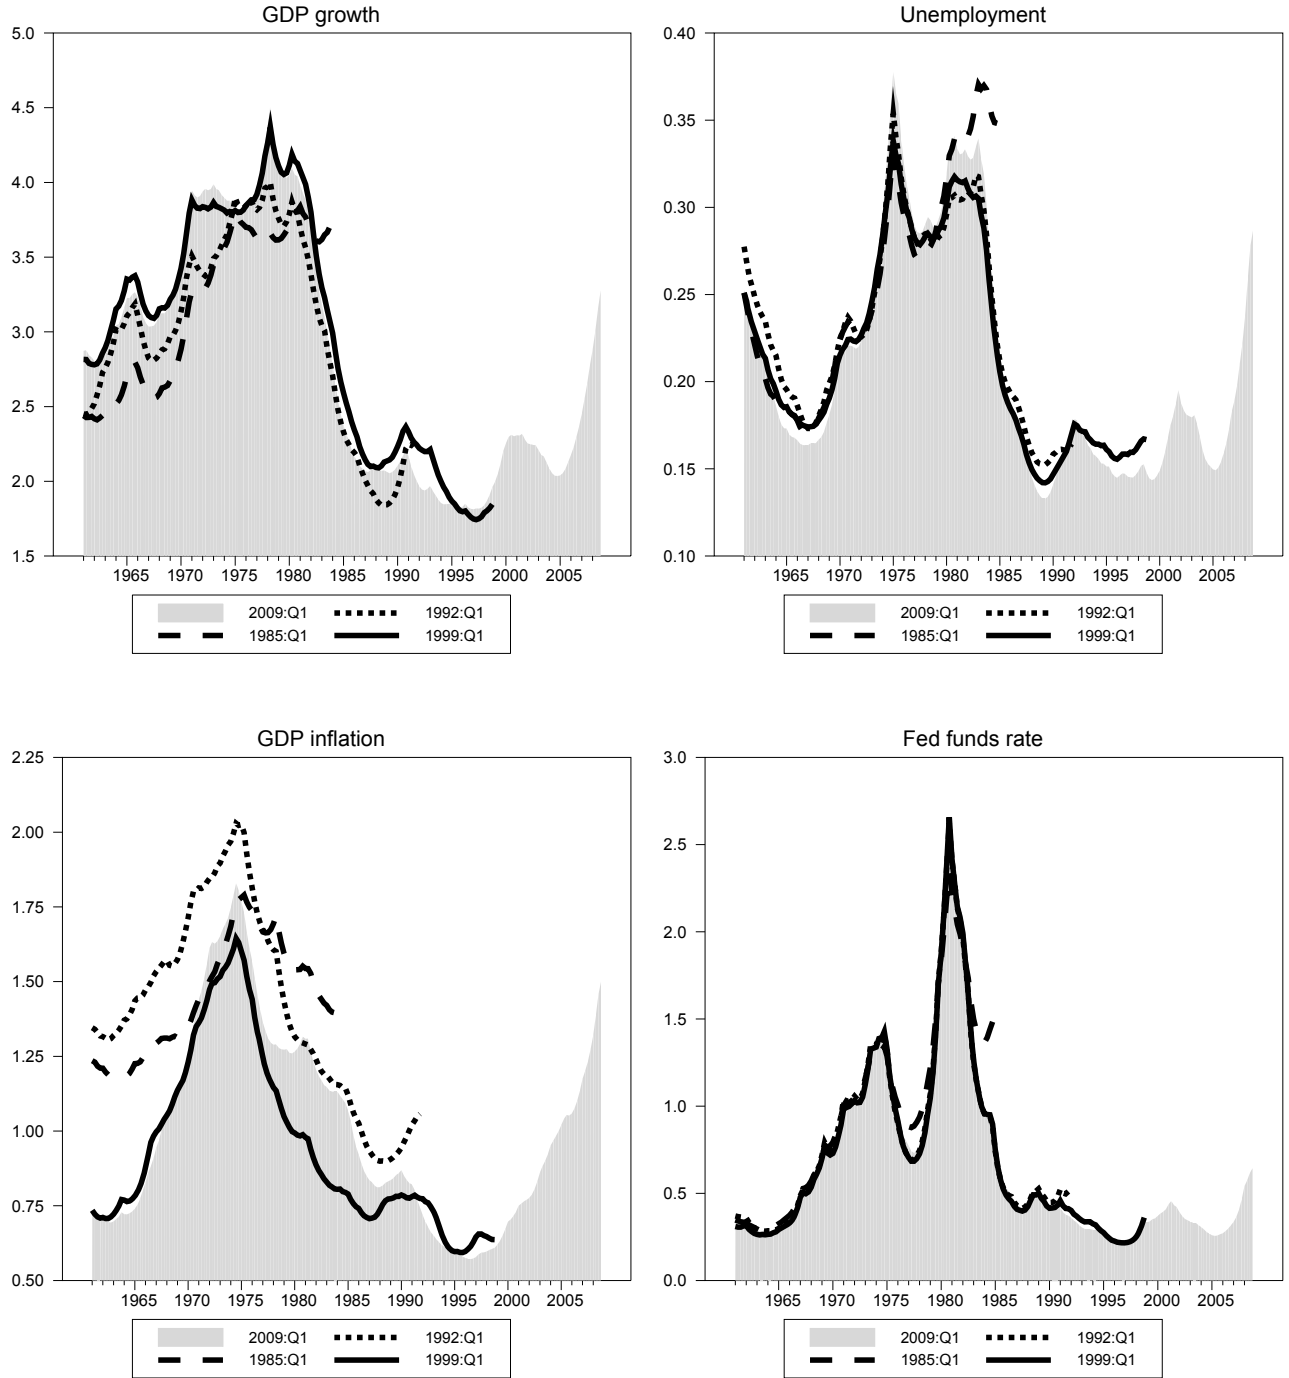 GDP growth
5.0
4.5
4.0
3.5
3.0
2.5
2.0
1.5
1965 1970 1975 1980 1985 1990 1995 2000 2005
2009:Q1 1992:Q1
1985:Q1 1999:Q1
Unemployment
0.40
0.35
0.30
0.25
0.20
0.15
0.10
1965 1970 1975 1980 1985 1990 1995 2000 2005
2009:Q1 1992:Q1
1985:Q1 1999:Q1
GDP inflation
2.25
2.00
1.75
1.50
1.25
1.00
0.75
0.50
1965 1970 1975 1980 1985 1990 1995 2000 2005
2009:Q1 1992:Q1
1985:Q1 1999:Q1
Fed funds rate
3.0
2.5
2.0
1.5
1.0
0.5
0.0
1965 1970 1975 1980 1985 1990 1995 2000 2005
2009:Q1 1992:Q1
1985:Q1 1999:Q1